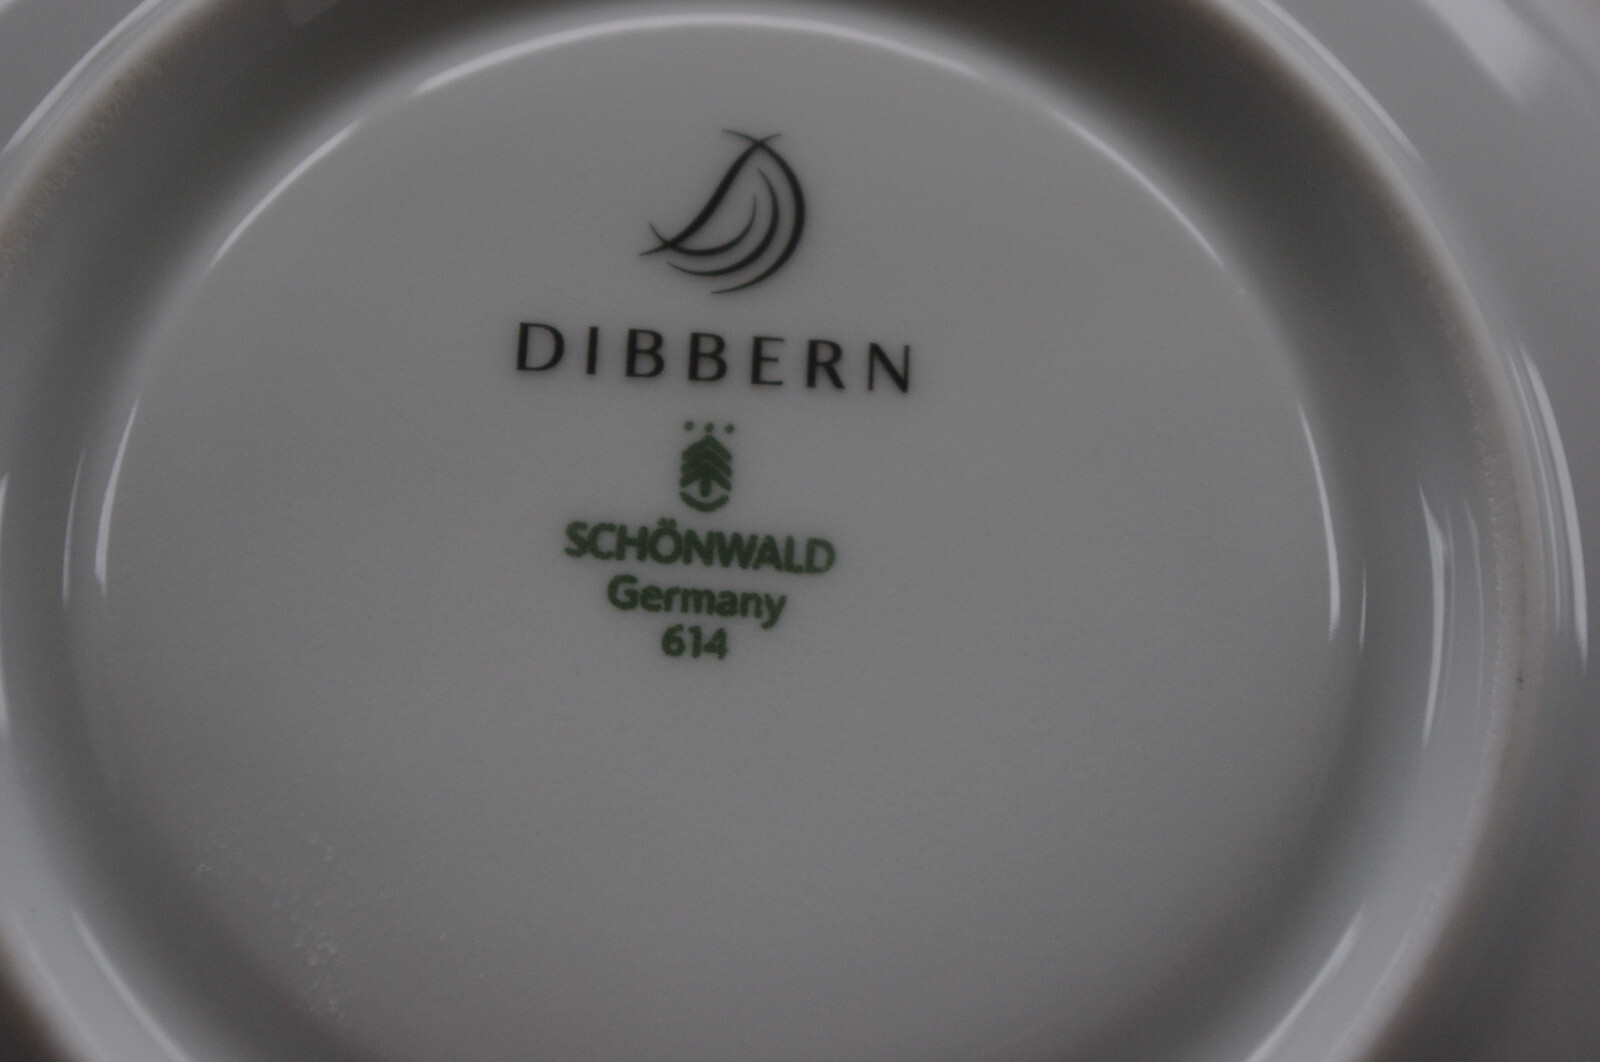 DIBBERN
SCHÖNWALD
Germany
614